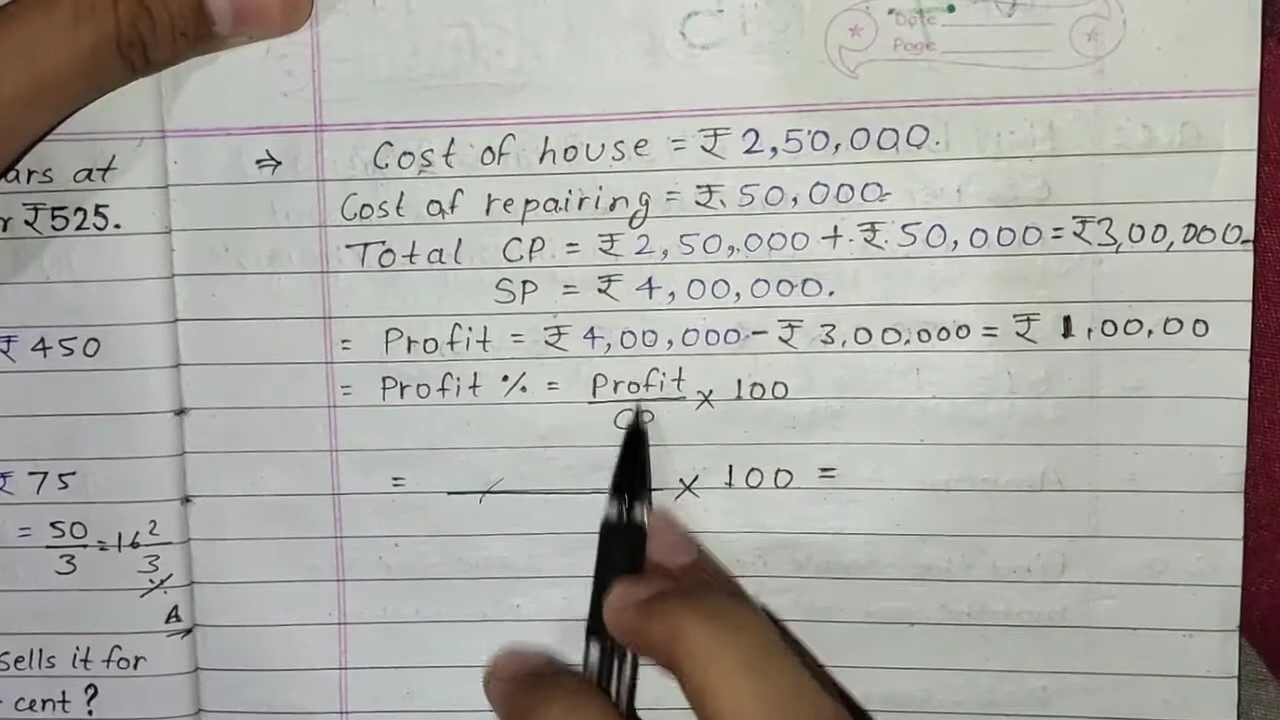 Date
Page
⇒ Cost of house = ₹ 2,50,000.
Cost of repairing = ₹. 50,000
Total CP = ₹ 2,50,000 + ₹. 50,000 = ₹3,00,000
SP = ₹ 4,00,000.
= Profit = ₹ 4,00,000 - ₹ 3,00,000 = ₹ 1,00,00
= Profit % = Profit/CP × 100
= × 100 =
ars at
r ₹525.
₹ 450
₹ 75
= 50/3 = 16 2/3 %
A
sells it for
cent ?